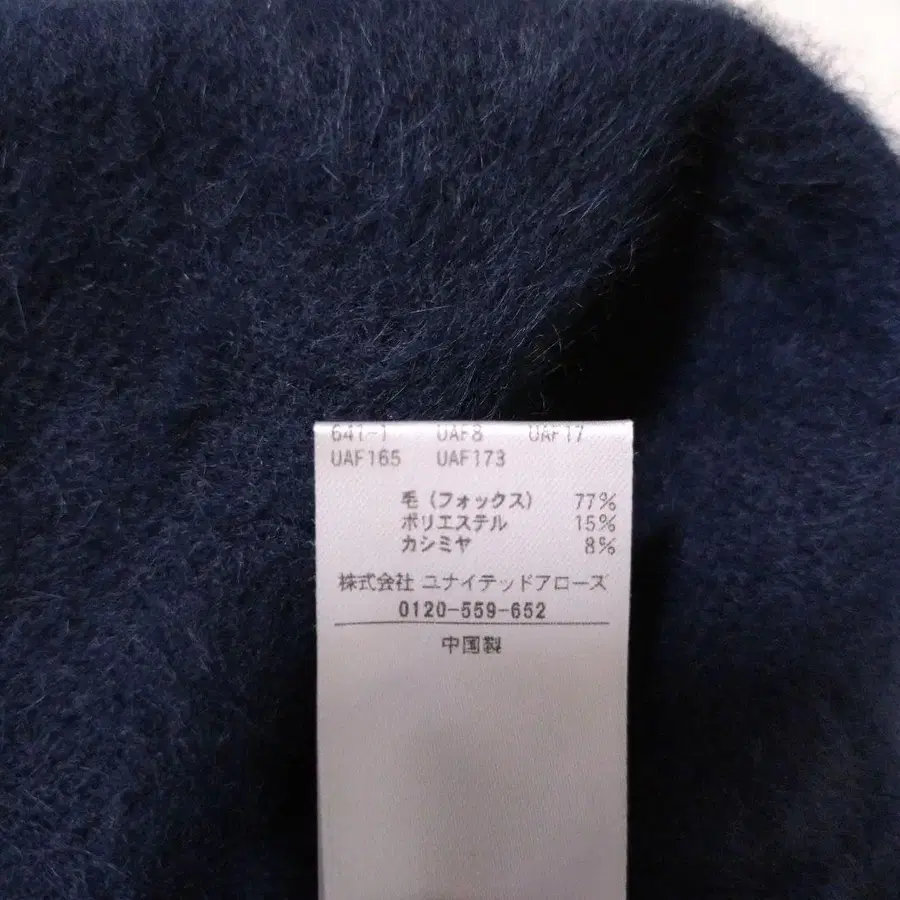 641-1 UAF8 UAF17
UAF165 UAF173
毛（フォックス） 77%
ポリエステル 15%
カシミヤ 8%
株式会社 ユナイテッドアローズ
0120-559-652
中国製